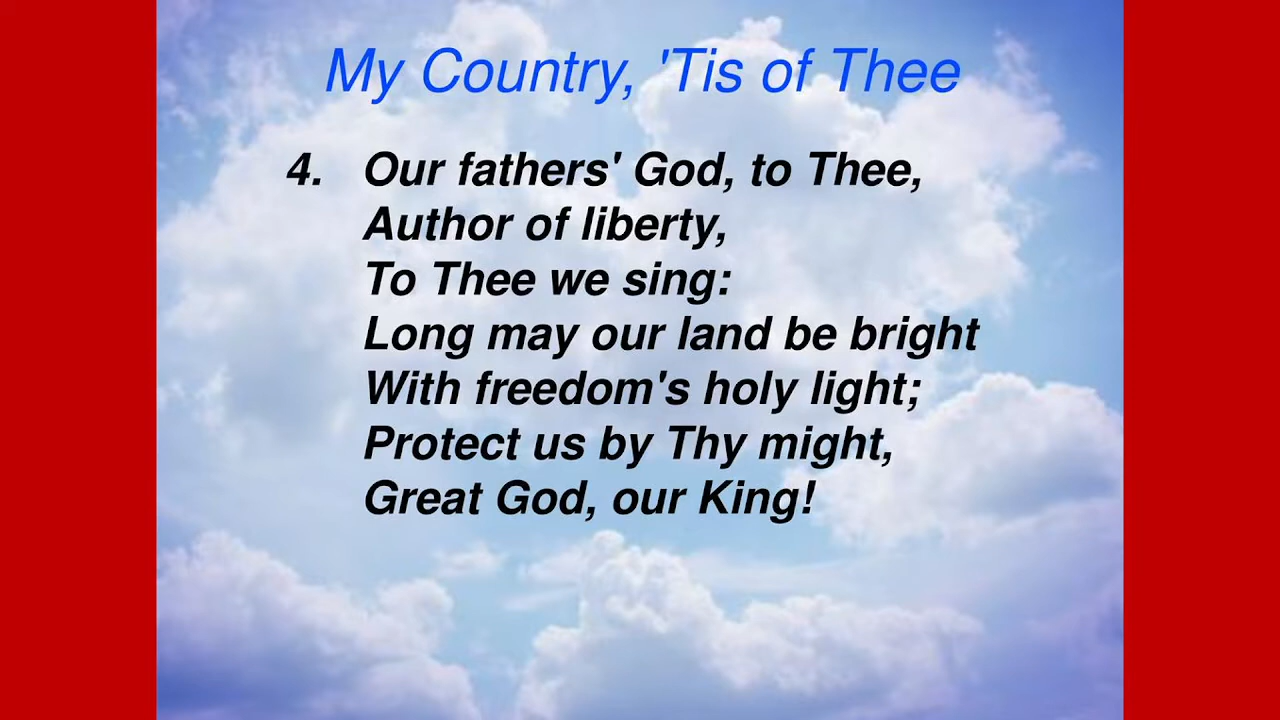 My Country, 'Tis of Thee
4. Our fathers' God, to Thee,
Author of liberty,
To Thee we sing:
Long may our land be bright
With freedom's holy light;
Protect us by Thy might,
Great God, our King!